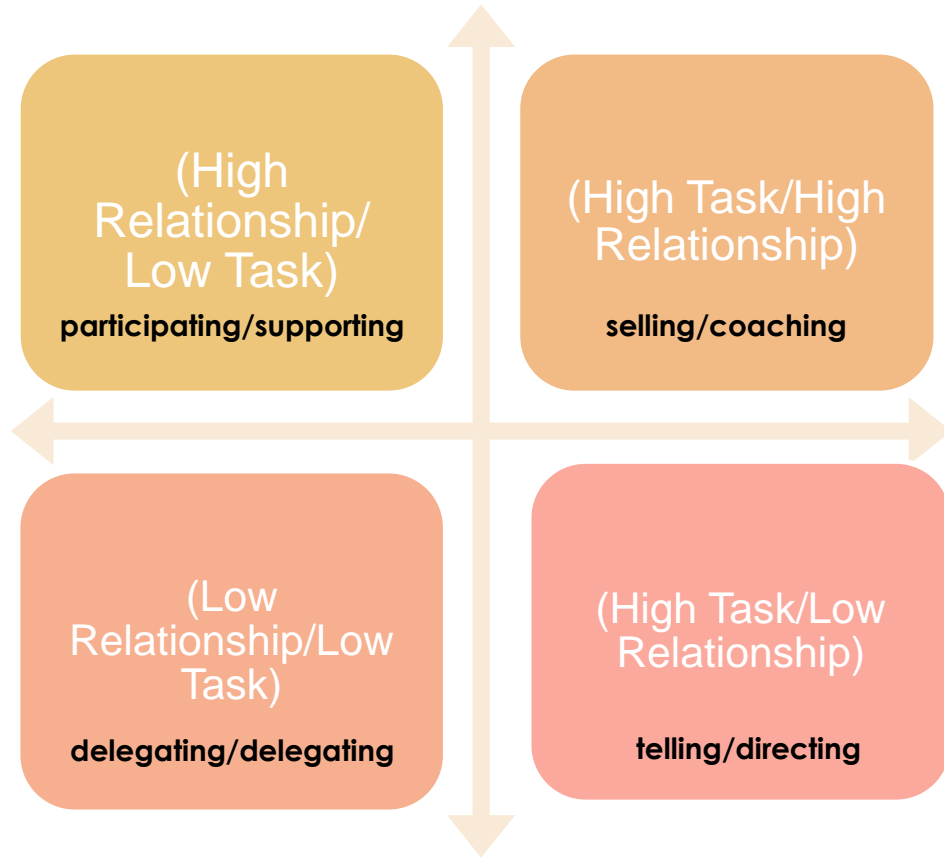 (High
Relationship/
Low Task)
participating/supporting
(High Task/High
Relationship)
selling/coaching
(Low
Relationship/Low
Task)
delegating/delegating
(High Task/Low
Relationship)
telling/directing